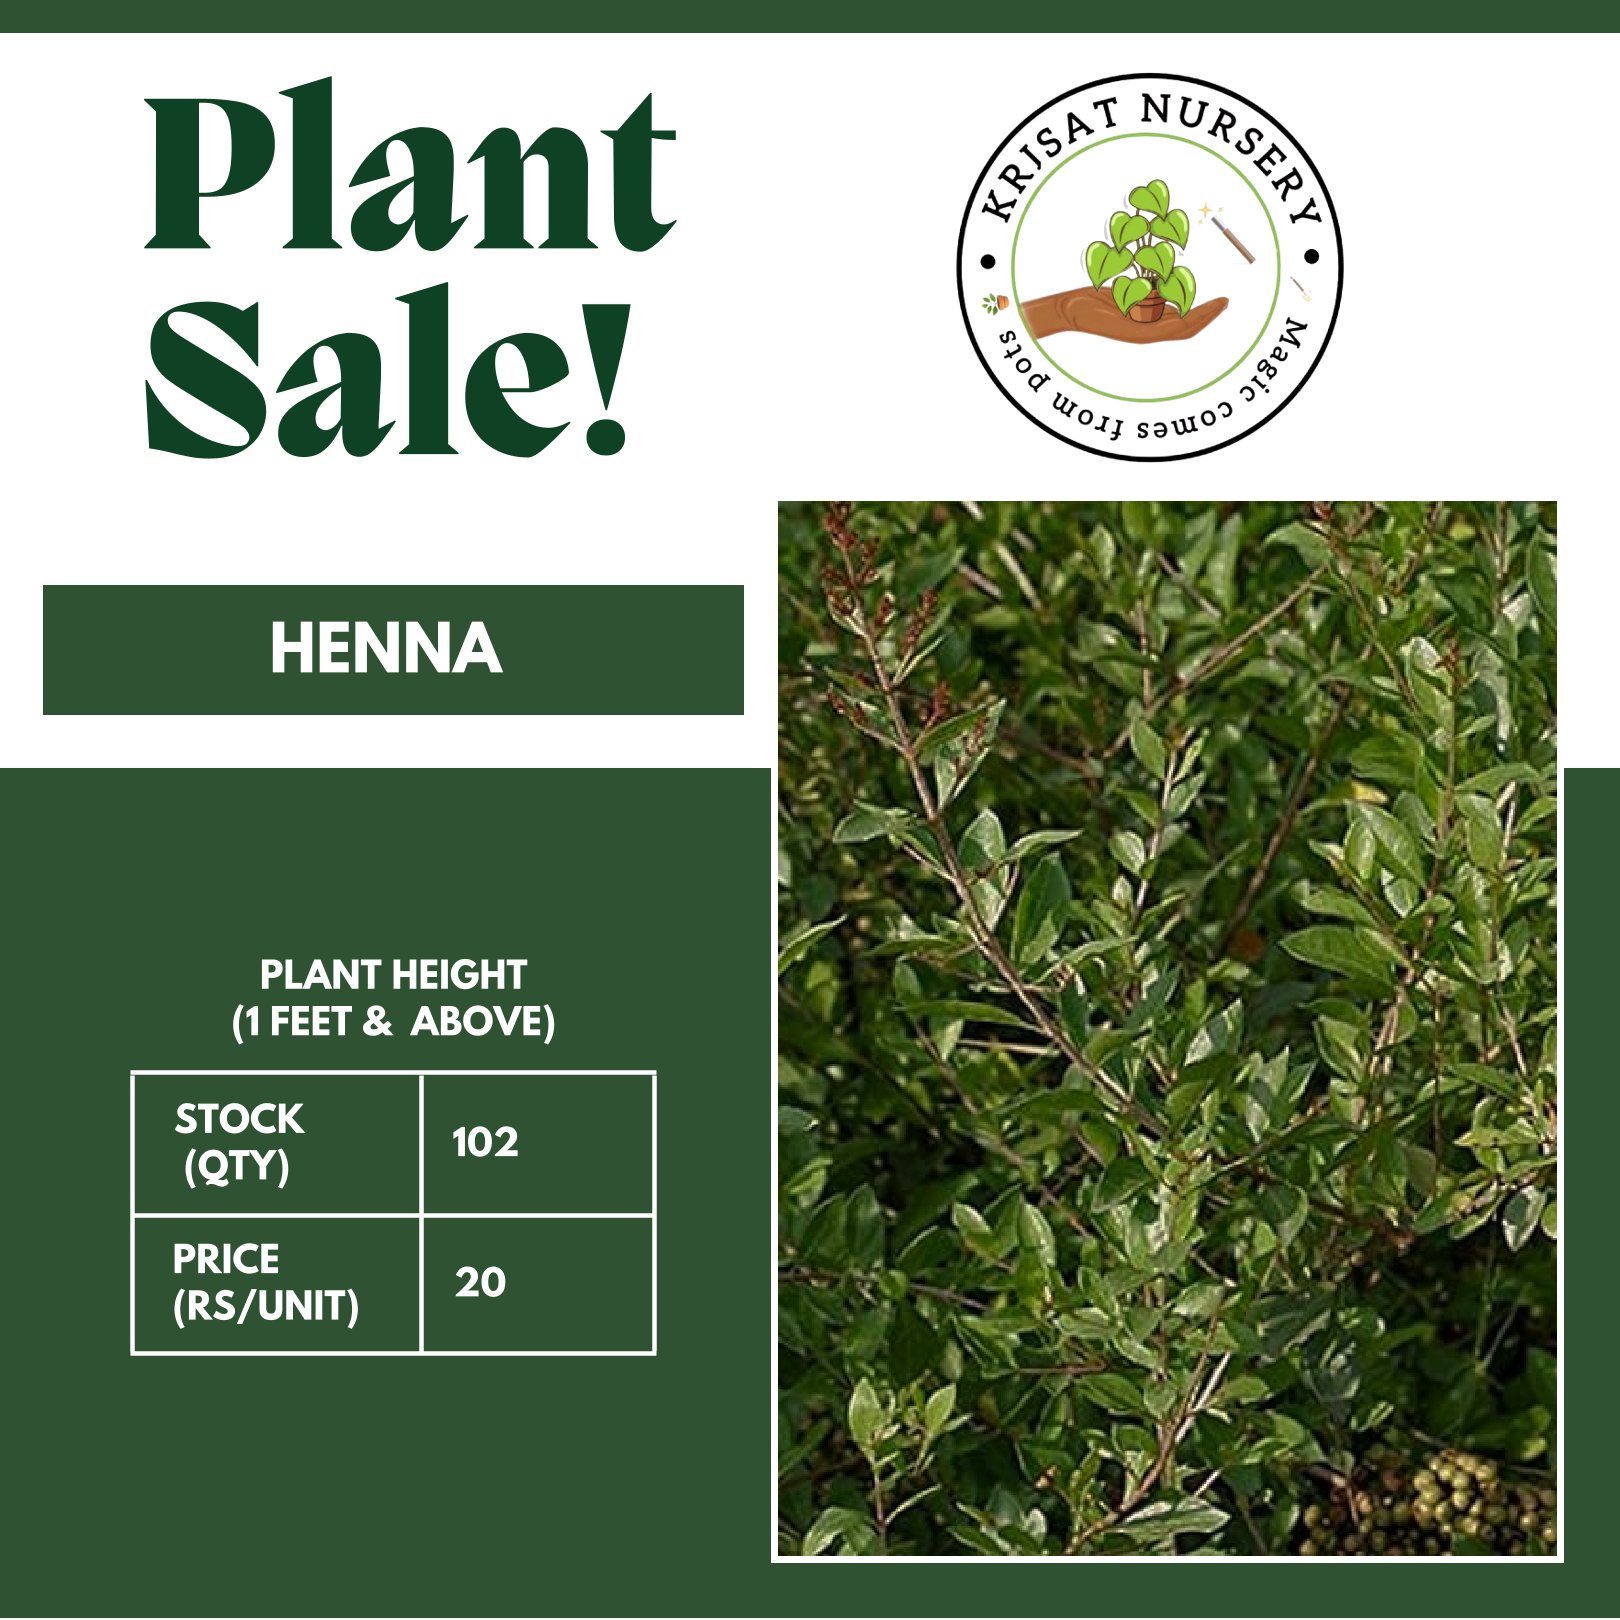 Plant
Sale!
KRJSAT NURSERY
Magic comes from pots
HENNA
PLANT HEIGHT
(1 FEET & ABOVE)
STOCK
(QTY)
102
PRICE
(RS/UNIT)
20